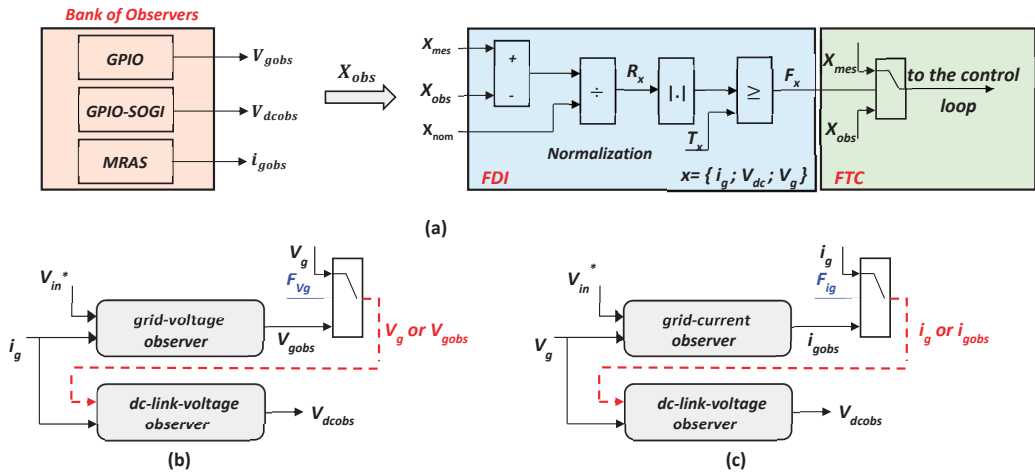 Bank of Observers
GPIO
V_gobs
GPIO-SOGI
V_dcobs
MRAS
i_gobs
X_obs
X_mes
X_obs
X_nom
+
-
÷
R_x
|.|
≥
F_x
T_x
Normalization
FDI
x= { i_g ; V_dc ; V_g }
X_mes
X_obs
to the control
loop
FTC
(a)
V_in*
i_g
grid-voltage
observer
V_gobs
V_g
F_Vg
V_g or V_gobs
dc-link-voltage
observer
V_dcobs
(b)
V_in*
V_g
grid-current
observer
i_gobs
i_g
F_ig
i_g or i_gobs
dc-link-voltage
observer
V_dcobs
(c)